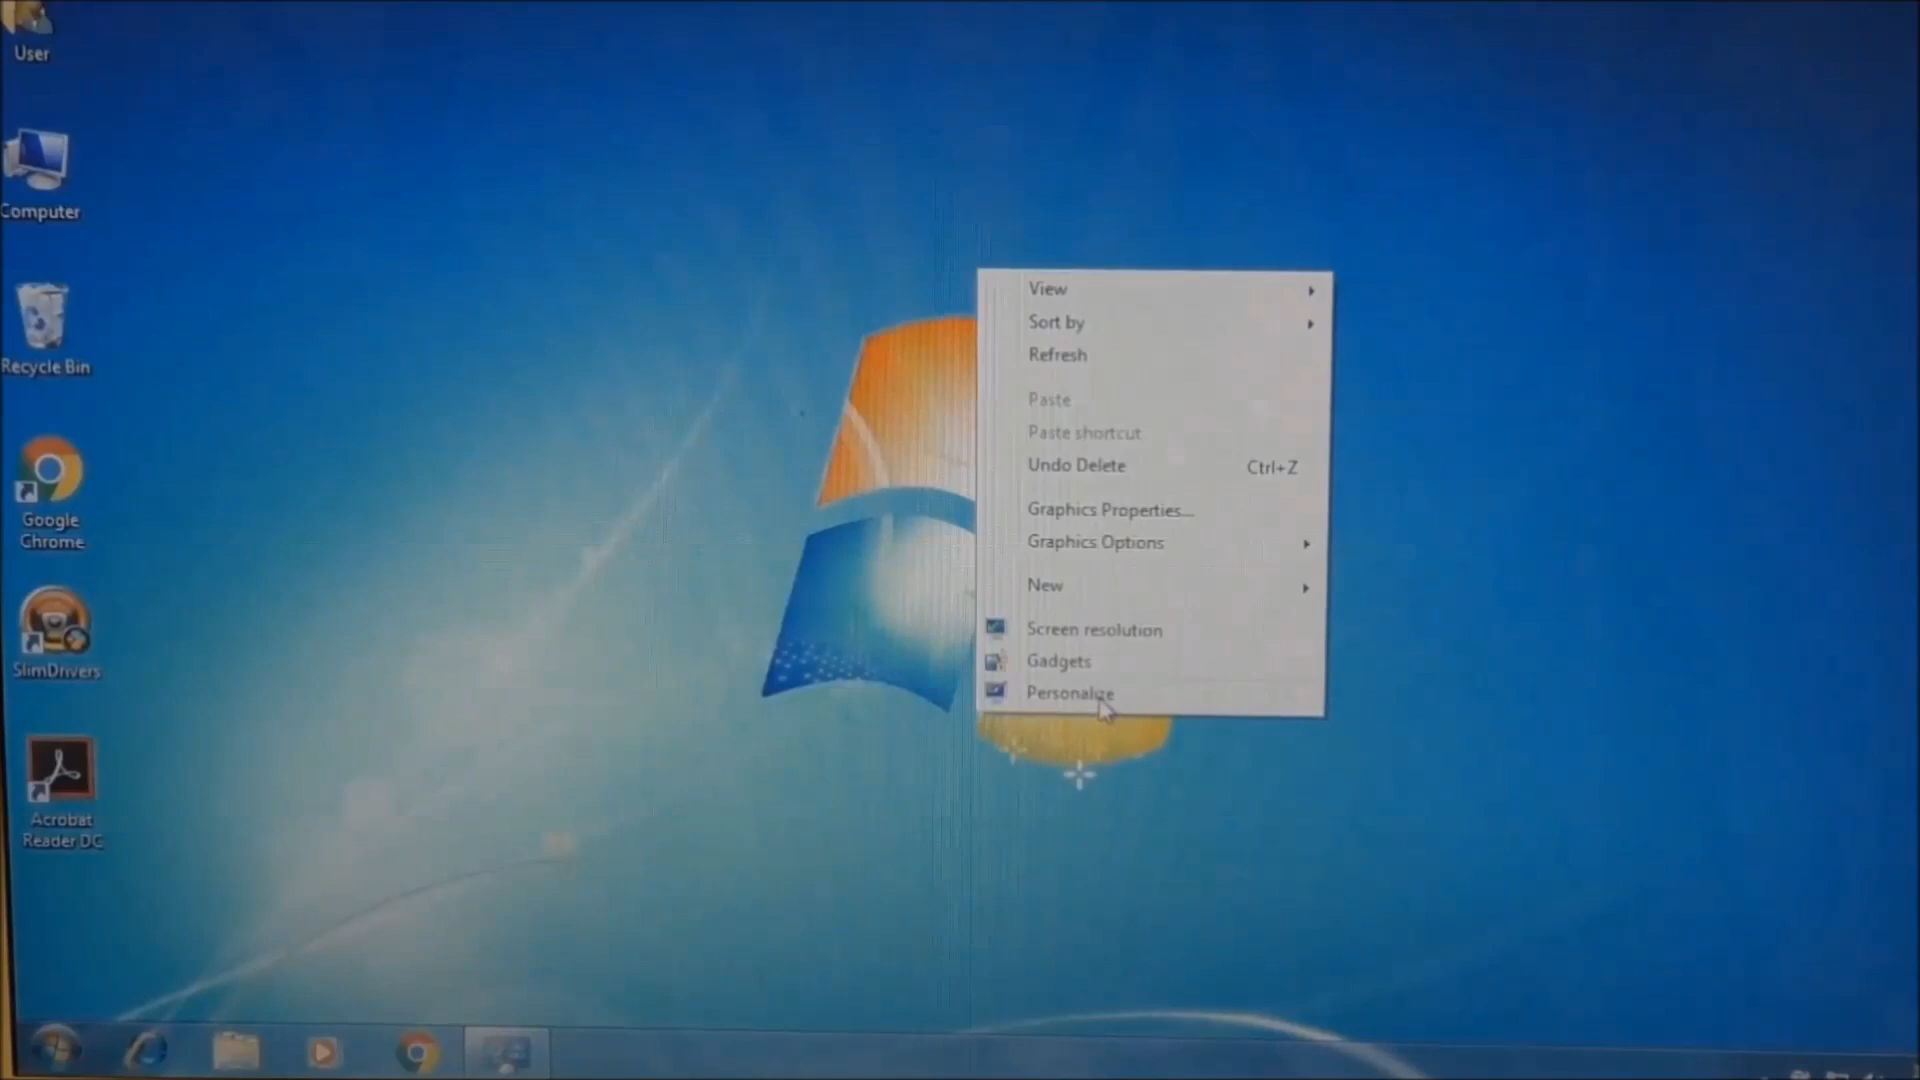 User
Computer
Recycle Bin
Google
Chrome
SlimDrivers
Acrobat
Reader DC
View
Sort by
Refresh
Paste
Paste shortcut
Undo Delete Ctrl+Z
Graphics Properties...
Graphics Options
New
Screen resolution
Gadgets
Personalize